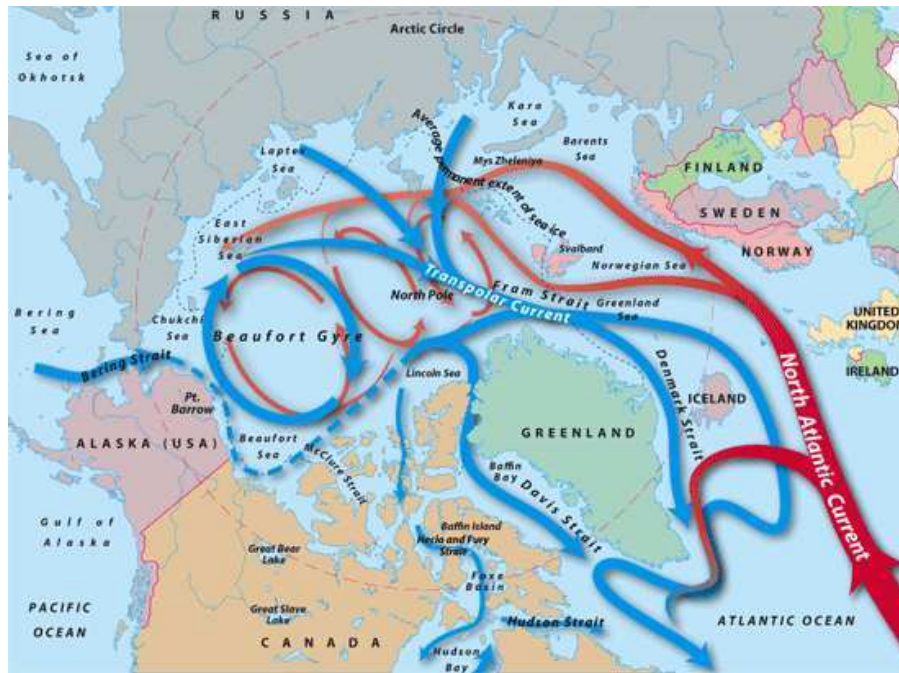 RUSSIA
Arctic Circle
Sea of
Okhotsk
Kara
Sea
Average permanent extent of sea ice
Barents
Sea
Laptev
Sea
Mys Zhelaniya
FINLAND
SWEDEN
NORWAY
East
Siberian
Sea
Svalbard
Norwegian Sea
Bering
Sea
North Pole
Transpolar Current
Fram Strait
Greenland
Sea
UNITED
KINGDOM
Chukchi
Sea
Beaufort Gyre
Bering Strait
IRELAND
Lincoln Sea
Denmark Strait
North Atlantic Current
ICELAND
Pt.
Barrow
ALASKA (USA)
Beaufort
Sea
McClure Strait
GREENLAND
Baffin
Bay
Davis Strait
Gulf of
Alaska
Baffin Island
Hecla and Fury
Strait
Great Bear
Lake
Foxe
Basin
Great Slave
Lake
PACIFIC
OCEAN
CANADA
Hudson Strait
ATLANTIC OCEAN
Hudson
Bay